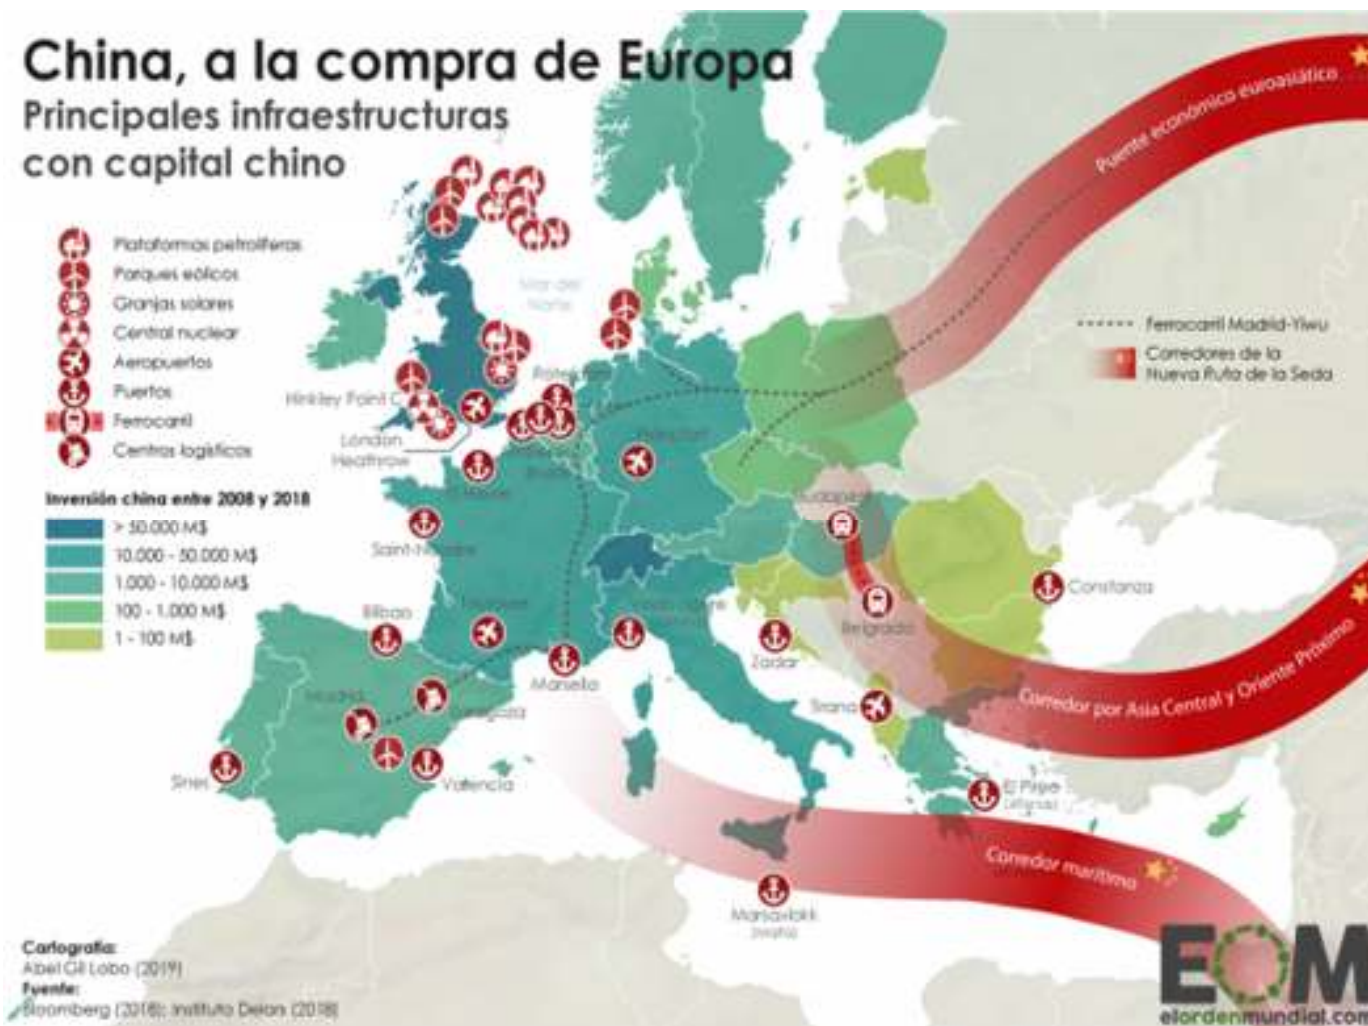 China, a la compra de Europa
Principales infraestructuras
con capital chino
Plataformas petrolíferas
Parques eólicos
Granjas solares
Central nuclear
Aeropuertos
Puertos
Ferrocarril
Centros logísticos
Inversión china entre 2008 y 2018
> 50.000 M$
10.000 - 50.000 M$
1.000 - 10.000 M$
100 - 1.000 M$
1 - 100 M$
Puente económico euroasiático
Ferrocarril Madrid-Yiwu
Corredores de la
Nueva Ruta de la Seda
Mar del
Norte
Hinkley Point C
London
Heathrow
Budapest
Saint-Nazaire
Constanza
Bilbao
Belgrado
Zadar
Marsella
Madrid
Zaragoza
Tirana
Corredor por Asia Central y Oriente Próximo
Sines
Valencia
El Pireo
(Atenas)
Corredor marítimo
Marsaxlokk
(Malta)
Cartografía:
Abel Gil Lobo (2019)
Fuente:
Bloomberg (2018); Instituto Delors (2018)
EOM
elordenmundial.com